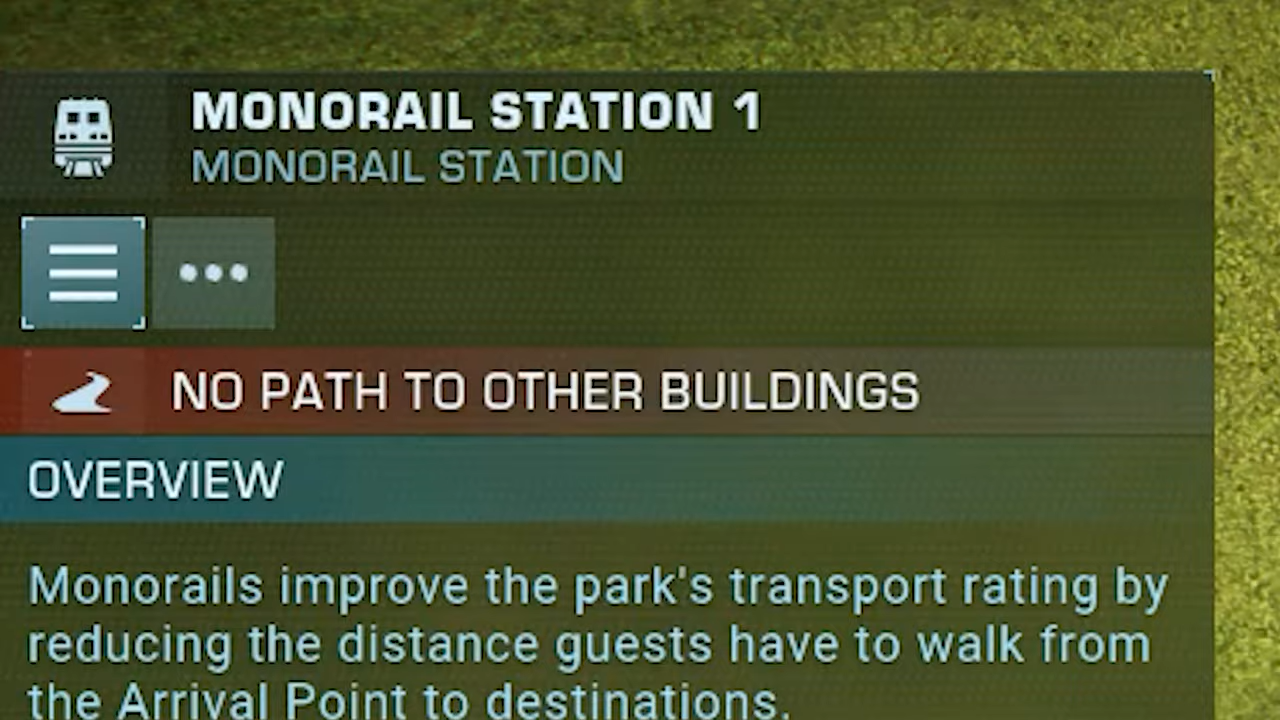 MONORAIL STATION 1
MONORAIL STATION
NO PATH TO OTHER BUILDINGS
OVERVIEW
Monorails improve the park's transport rating by
reducing the distance guests have to walk from
the Arrival Point to destinations.